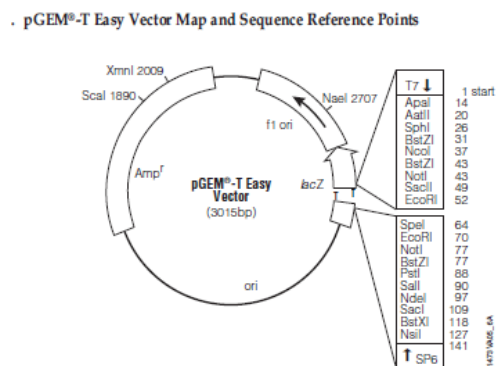 . pGEM®-T Easy Vector Map and Sequence Reference Points
XmnI 2009
ScaI 1890
NaeI 2707
f1 ori
Ampr
pGEM®-T Easy
Vector
(3015bp)
lacZ
T T
ori
T7 ↓
1 start
ApaI 14
AatII 20
SphI 26
BstZI 31
NcoI 37
BstZI 43
NotI 43
SacII 49
EcoRI 52
SpeI 64
EcoRI 70
NotI 77
BstZI 77
PstI 88
SalI 90
NdeI 97
SacI 109
BstXI 118
NsiI 127
141
↑ SP6
1473VA05_6A